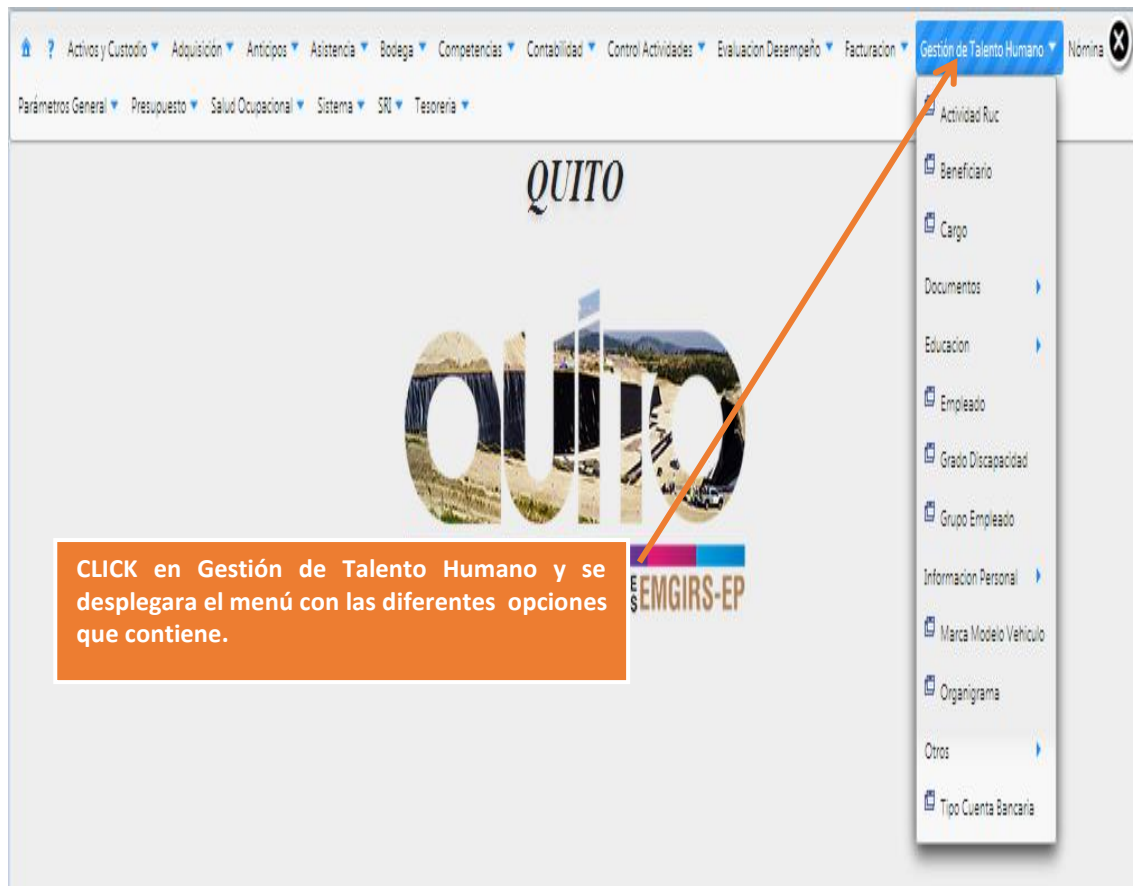 ? Activos y Custodio Adquisición Anticipos Asistencia Bodega Competencias Contabilidad Control Actividades Evaluacion Desempeño Facturacion Gestión de Talento Humano Nómina
Parámetros General Presupuesto Salud Ocupacional Sistema SRI Tesoreria
Actividad Ruc
Beneficiario
Cargo
Documentos
Educacion
Empleado
Grado Discapacidad
Grupo Empleado
Informacion Personal
Marca Modelo Vehiculo
Organigrama
Otros
Tipo Cuenta Bancaria
QUITO
QUITO
CLICK en Gestión de Talento Humano y se
desplegara el menú con las diferentes opciones
que contiene.
EMGIRS-EP